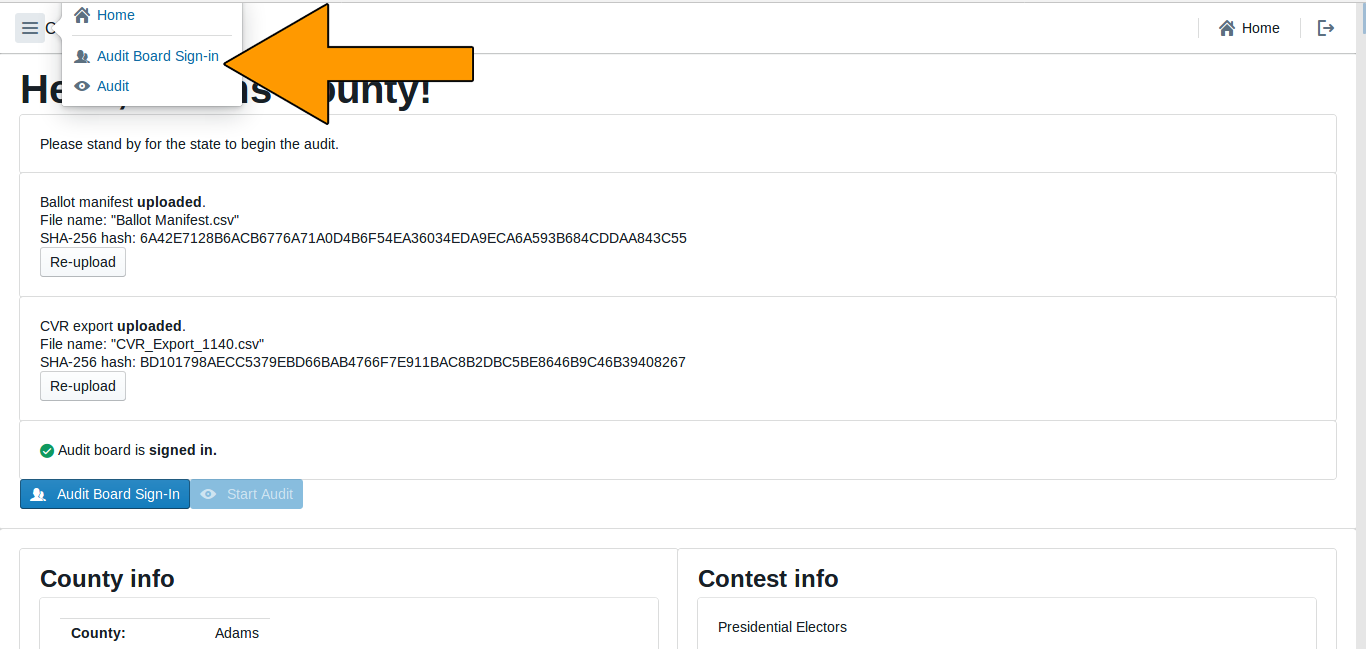 Home
C
Home
Audit Board Sign-in
Audit
County!
Please stand by for the state to begin the audit.
Ballot manifest uploaded.
File name: "Ballot Manifest.csv"
SHA-256 hash: 6A42E7128B6ACB6776A71A0D4B6F54EA36034EDA9ECA6A593B684CDDAA843C55
Re-upload
CVR export uploaded.
File name: "CVR_Export_1140.csv"
SHA-256 hash: BD101798AECC5379EBD66BAB4766F7E911BAC8B2DBC5BE8646B9C46B39408267
Re-upload
Audit board is signed in.
Audit Board Sign-In
Start Audit
County info
Contest info
County: Adams
Presidential Electors